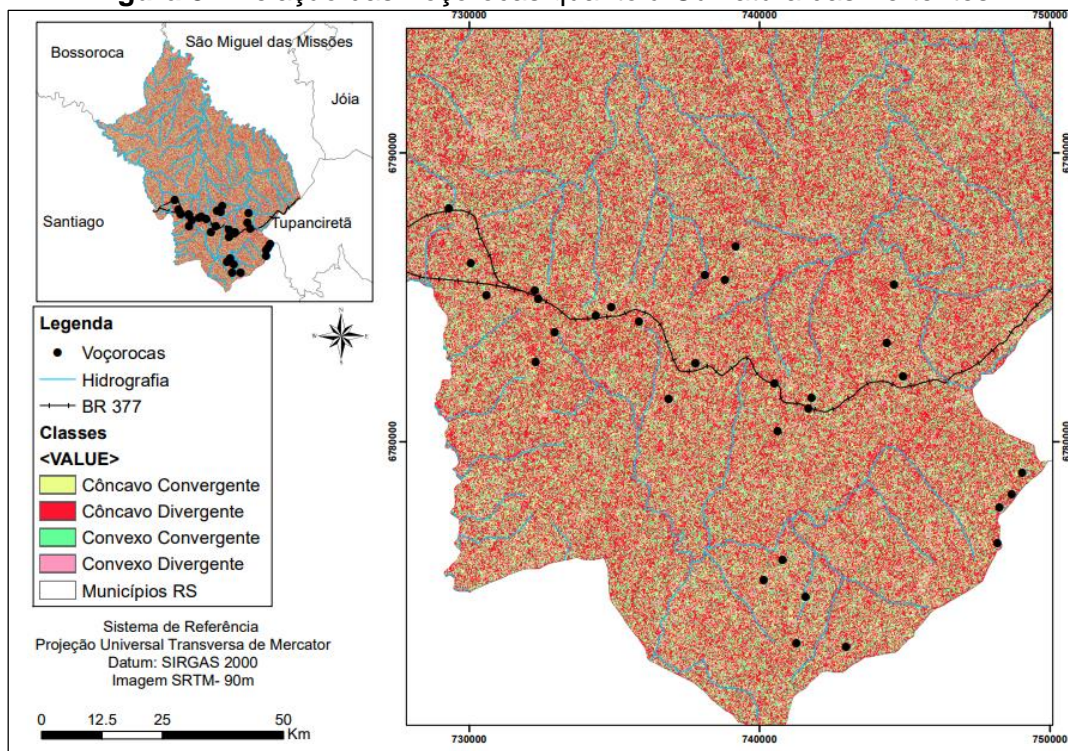 730000 740000 750000
São Miguel das Missões
Bossoroca
Jóia
Santiago
Tupanciretã
6790000
6790000
6780000
6780000
N
Legenda
Voçorocas
Hidrografia
BR 377
Classes
<VALUE>
Côncavo Convergente
Côncavo Divergente
Convexo Convergente
Convexo Divergente
Municípios RS
Sistema de Referência
Projeção Universal Transversa de Mercator
Datum: SIRGAS 2000
Imagem SRTM- 90m
0 12.5 25 50
Km
730000 740000 750000